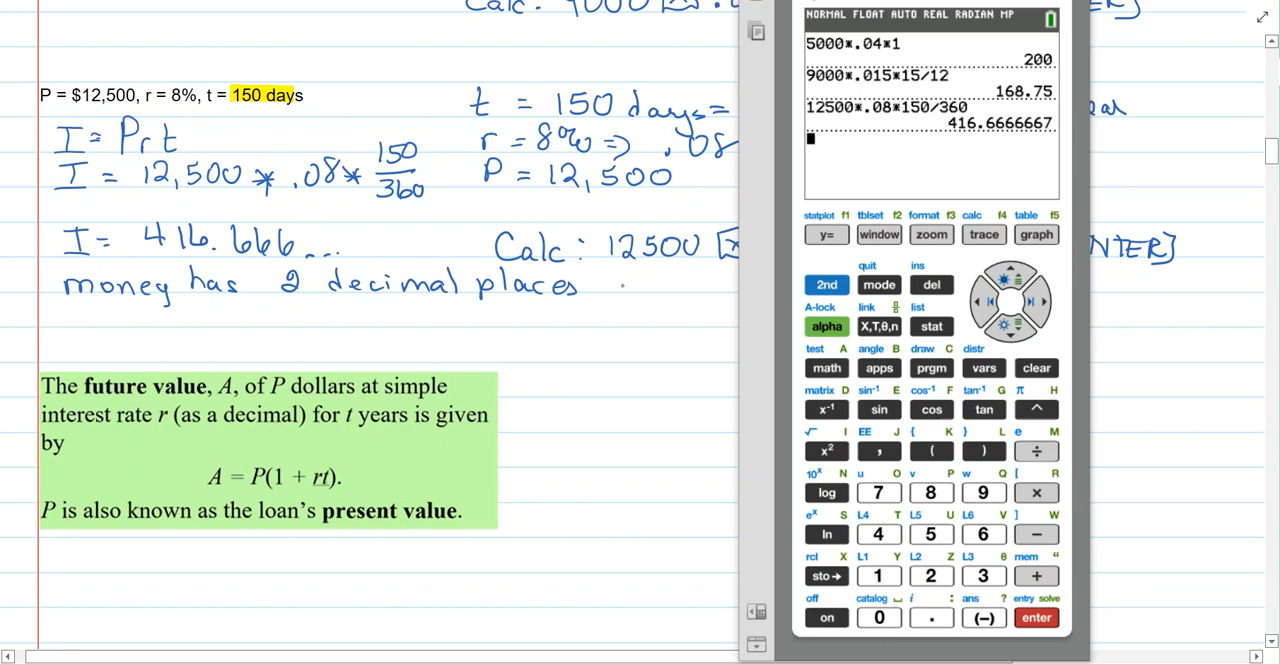 Calc: 9000
P = $12,500, r = 8%, t = 150 days
t = 150 days =
I = Prt
r = 8% => .08
I = 12,500 * .08 * 150/360
P = 12,500
I = 416.666...
Calc: 12500 [x
NTER]
money has 2 decimal places
The future value, A, of P dollars at simple
interest rate r (as a decimal) for t years is given
by
A = P(1 + rt).
P is also known as the loan's present value.
NORMAL FLOAT AUTO REAL RADIAN MP
5000*.04*1
200
9000*.015*15/12
168.75
12500*.08*150/360
416.6666667
statplot f1 tblset f2 format f3 calc f4 table f5
y= window zoom trace graph
quit ins
2nd mode del
A-lock link list
alpha X,T,θ,n stat
test A angle B draw C distr
math apps prgm vars clear
matrix D sin⁻¹ E cos⁻¹ F tan⁻¹ G π H
x⁻¹ sin cos tan ^
√ I EE J { K } L e M
x² , ( ) ÷
10ˣ N u O v P w Q [ R
log 7 8 9 ×
eˣ S L4 T L5 U L6 V ] W
ln 4 5 6 −
rcl X L1 Y L2 Z L3 θ mem "
sto→ 1 2 3 +
off catalog ␣ i : ans ? entry solve
on 0 . (−) enter